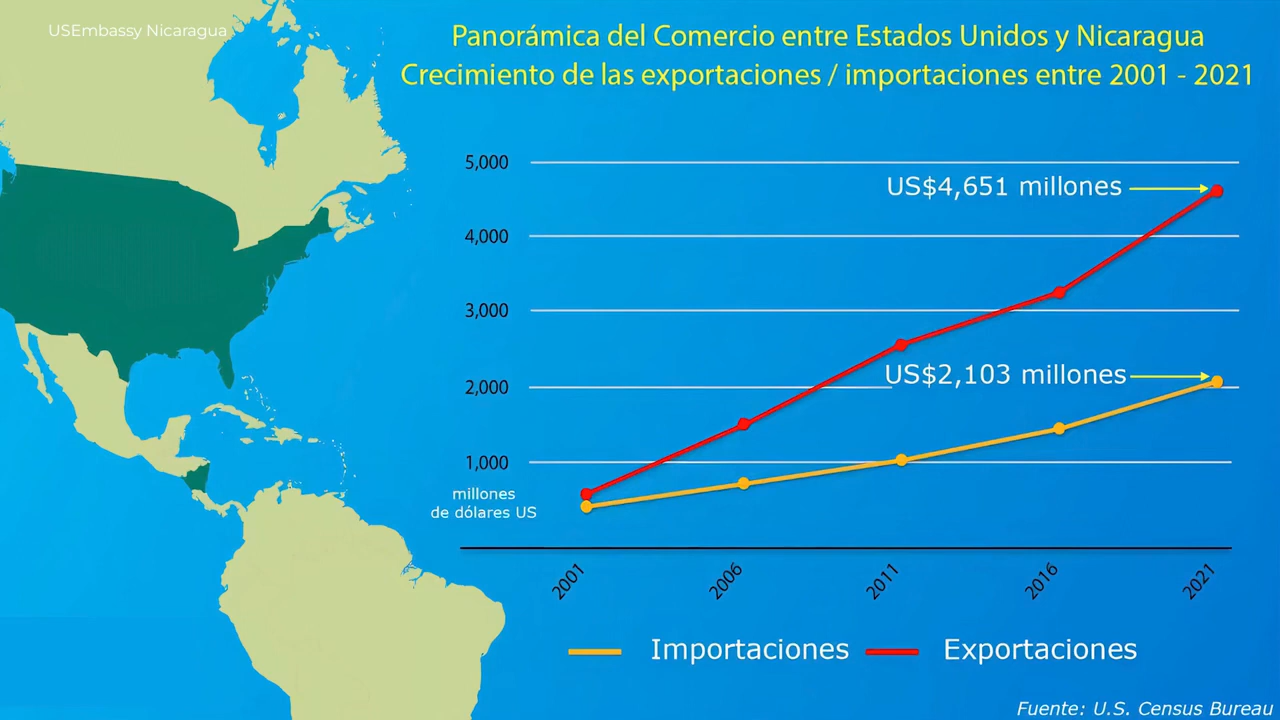 USEmbassy Nicaragua
Panorámica del Comercio entre Estados Unidos y Nicaragua
Crecimiento de las exportaciones / importaciones entre 2001 - 2021
5,000
US$4,651 millones
4,000
3,000
US$2,103 millones
2,000
1,000
millones
de dólares US
2001 2006 2011 2016 2021
Importaciones Exportaciones
Fuente: U.S. Census Bureau